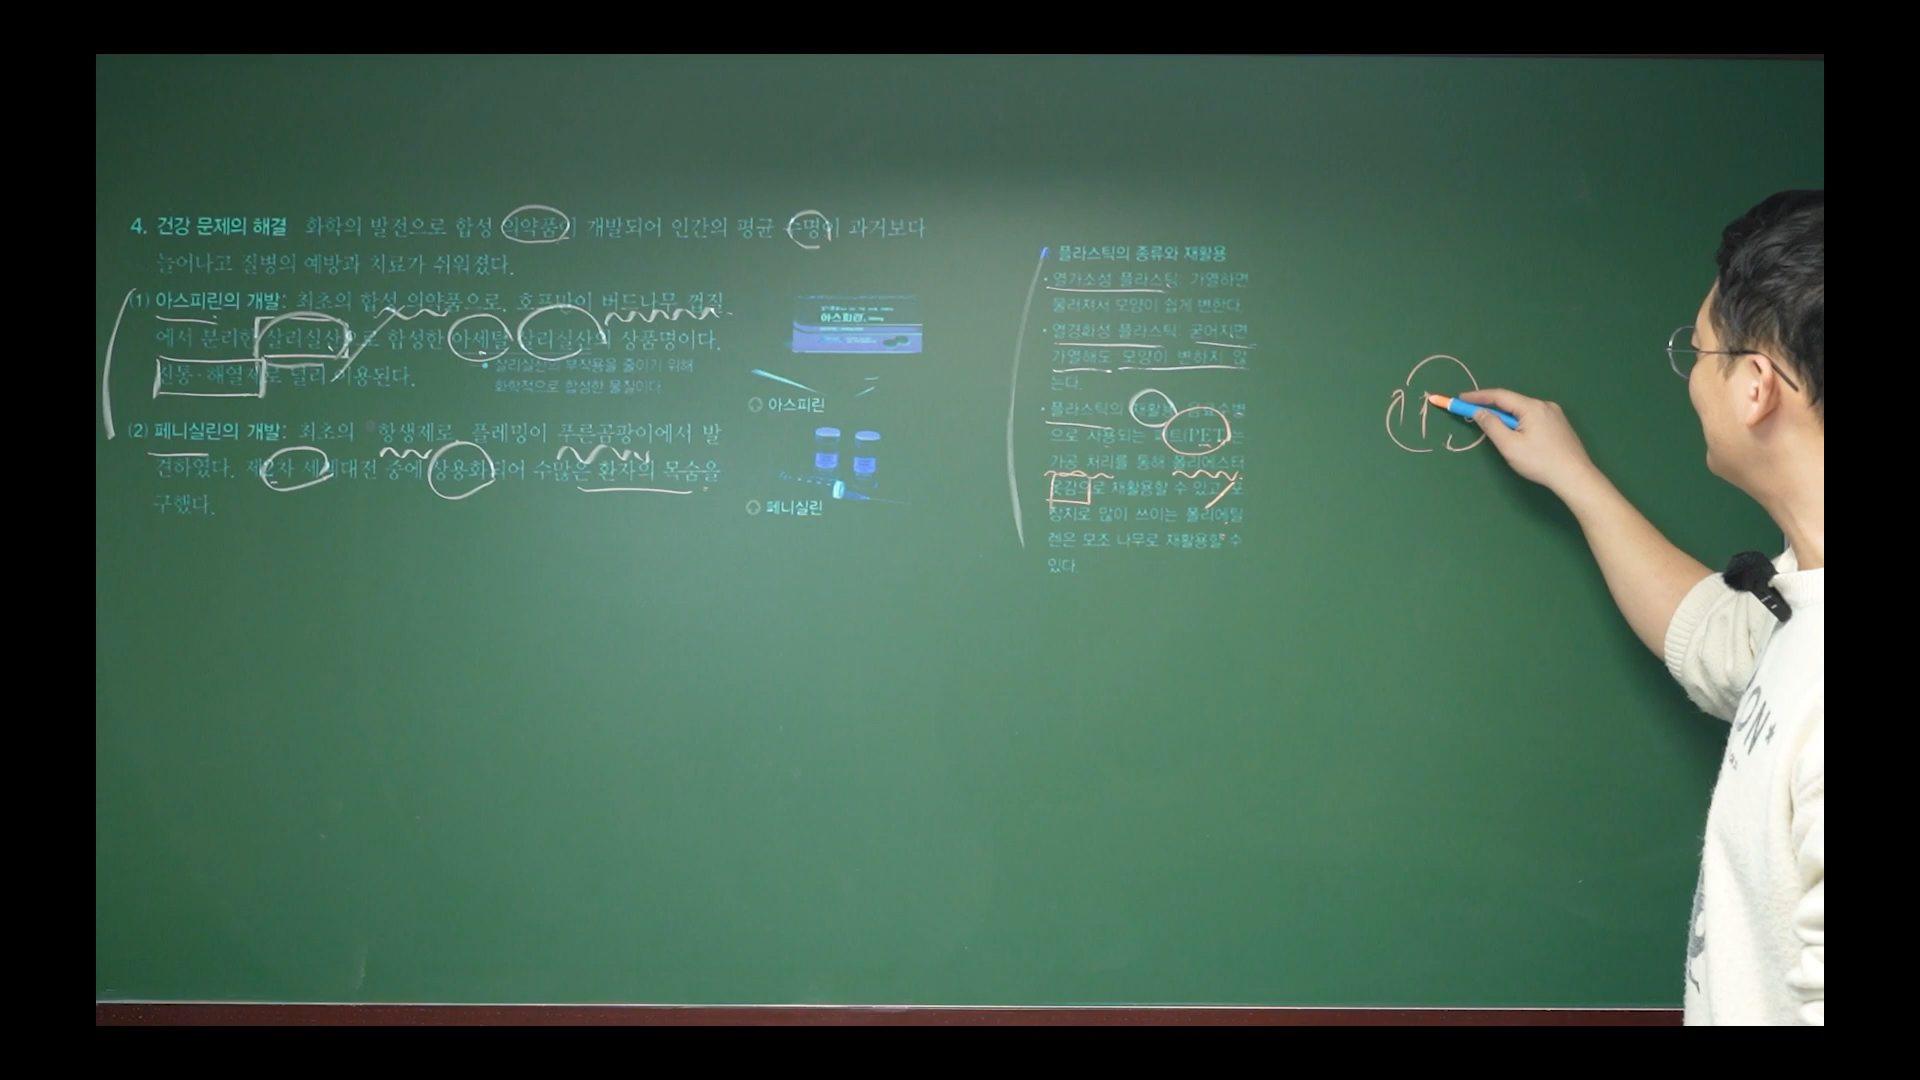 4. 건강 문제의 해결 화학의 발전으로 합성 의약품이 개발되어 인간의 평균 수명이 과거보다
늘어나고 질병의 예방과 치료가 쉬워졌다.
(1) 아스피린의 개발: 최초의 합성 의약품으로, 호프만이 버드나무 껍질
에서 분리한 살리실산으로 합성한 아세틸 살리실산의 상품명이다.
진통·해열제로 널리 이용된다.
살리실산의 부작용을 줄이기 위해
화학적으로 합성한 물질이다
아스피린
아스피린
(2) 페니실린의 개발: 최초의 항생제로, 플레밍이 푸른곰팡이에서 발
견하였다. 제2차 세계대전 중에 상용화되어 수많은 환자의 목숨을
구했다.
페니실린
플라스틱의 종류와 재활용
• 열가소성 플라스틱: 가열하면
물러져서 모양이 쉽게 변한다.
• 열경화성 플라스틱: 굳어지면
가열해도 모양이 변하지 않
는다.
• 플라스틱의 재활용: 음료수병
으로 사용되는 페트(PET)는
가공 처리를 통해 폴리에스터
옷감으로 재활용할 수 있고, 포
장지로 많이 쓰이는 폴리에틸
렌은 모조 나무로 재활용할 수
있다.
ON